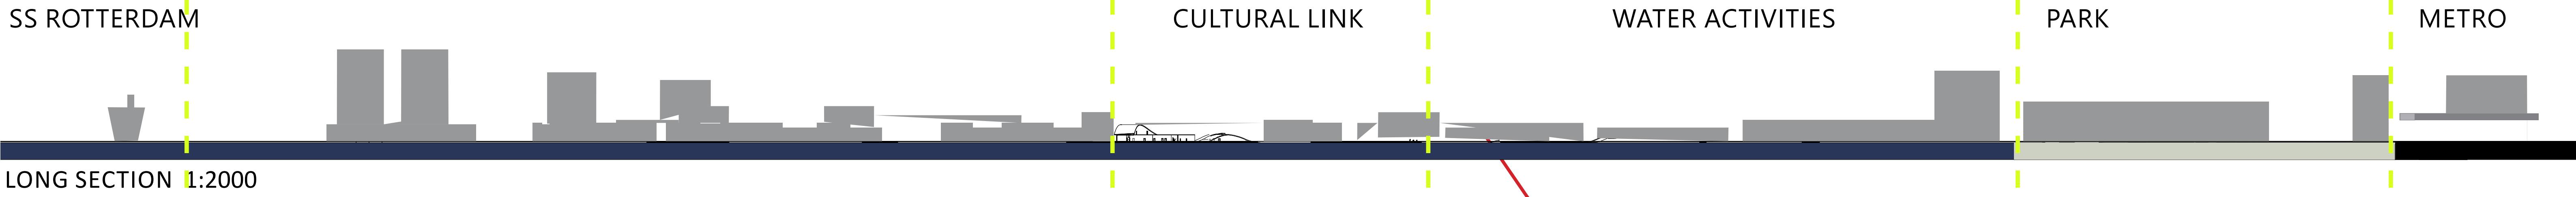 SS ROTTERDAM
CULTURAL LINK
WATER ACTIVITIES
PARK
METRO
LONG SECTION 1:2000